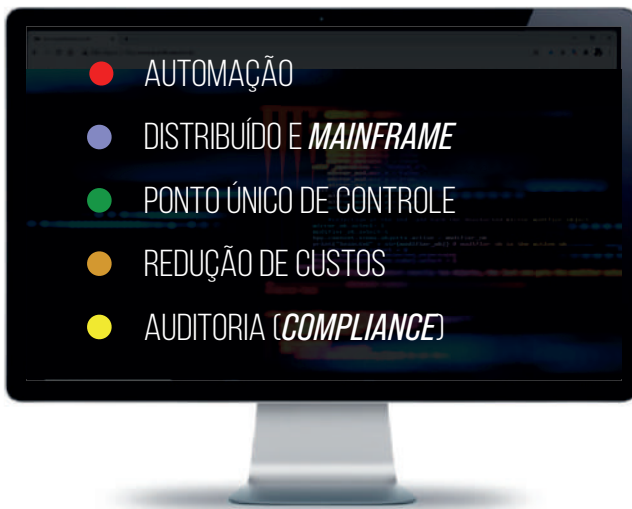 AUTOMAÇÃO
DISTRIBUÍDO E MAINFRAME
PONTO ÚNICO DE CONTROLE
REDUÇÃO DE CUSTOS
AUDITORIA (COMPLIANCE)